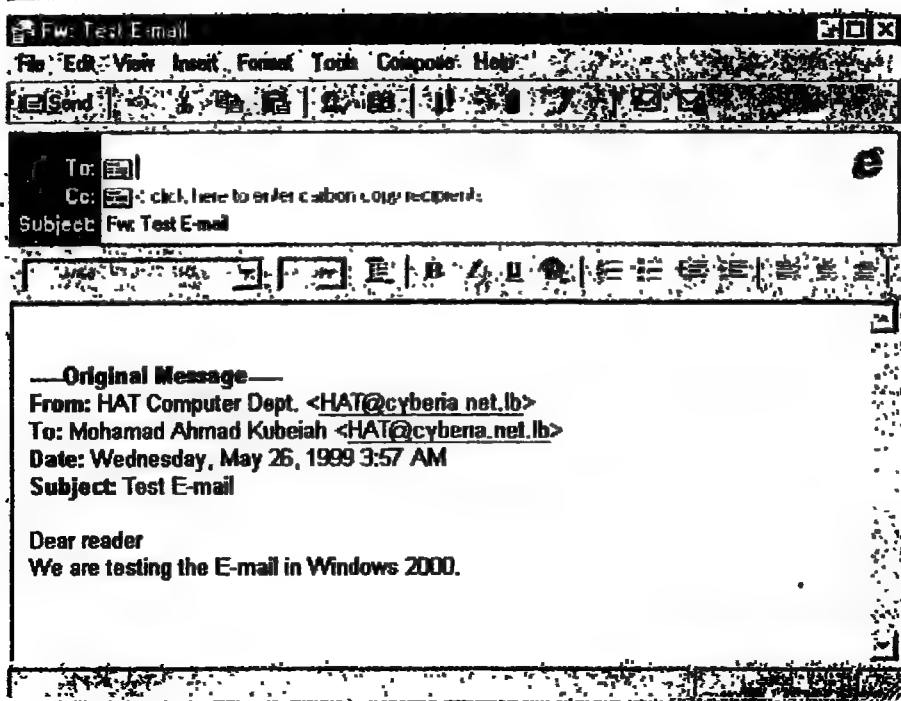 Fw: Test E-mail
File Edit View Insert Format Tools Compose Help
Send
To:
Cc: < click here to enter carbon copy recipients
Subject: Fw: Test E-mail
B I U
-----Original Message-----
From: HAT Computer Dept. <HAT@cyberia.net.lb>
To: Mohamad Ahmad Kubeiah <HAT@cyberia.net.lb>
Date: Wednesday, May 26, 1999 3:57 AM
Subject: Test E-mail
Dear reader
We are testing the E-mail in Windows 2000.